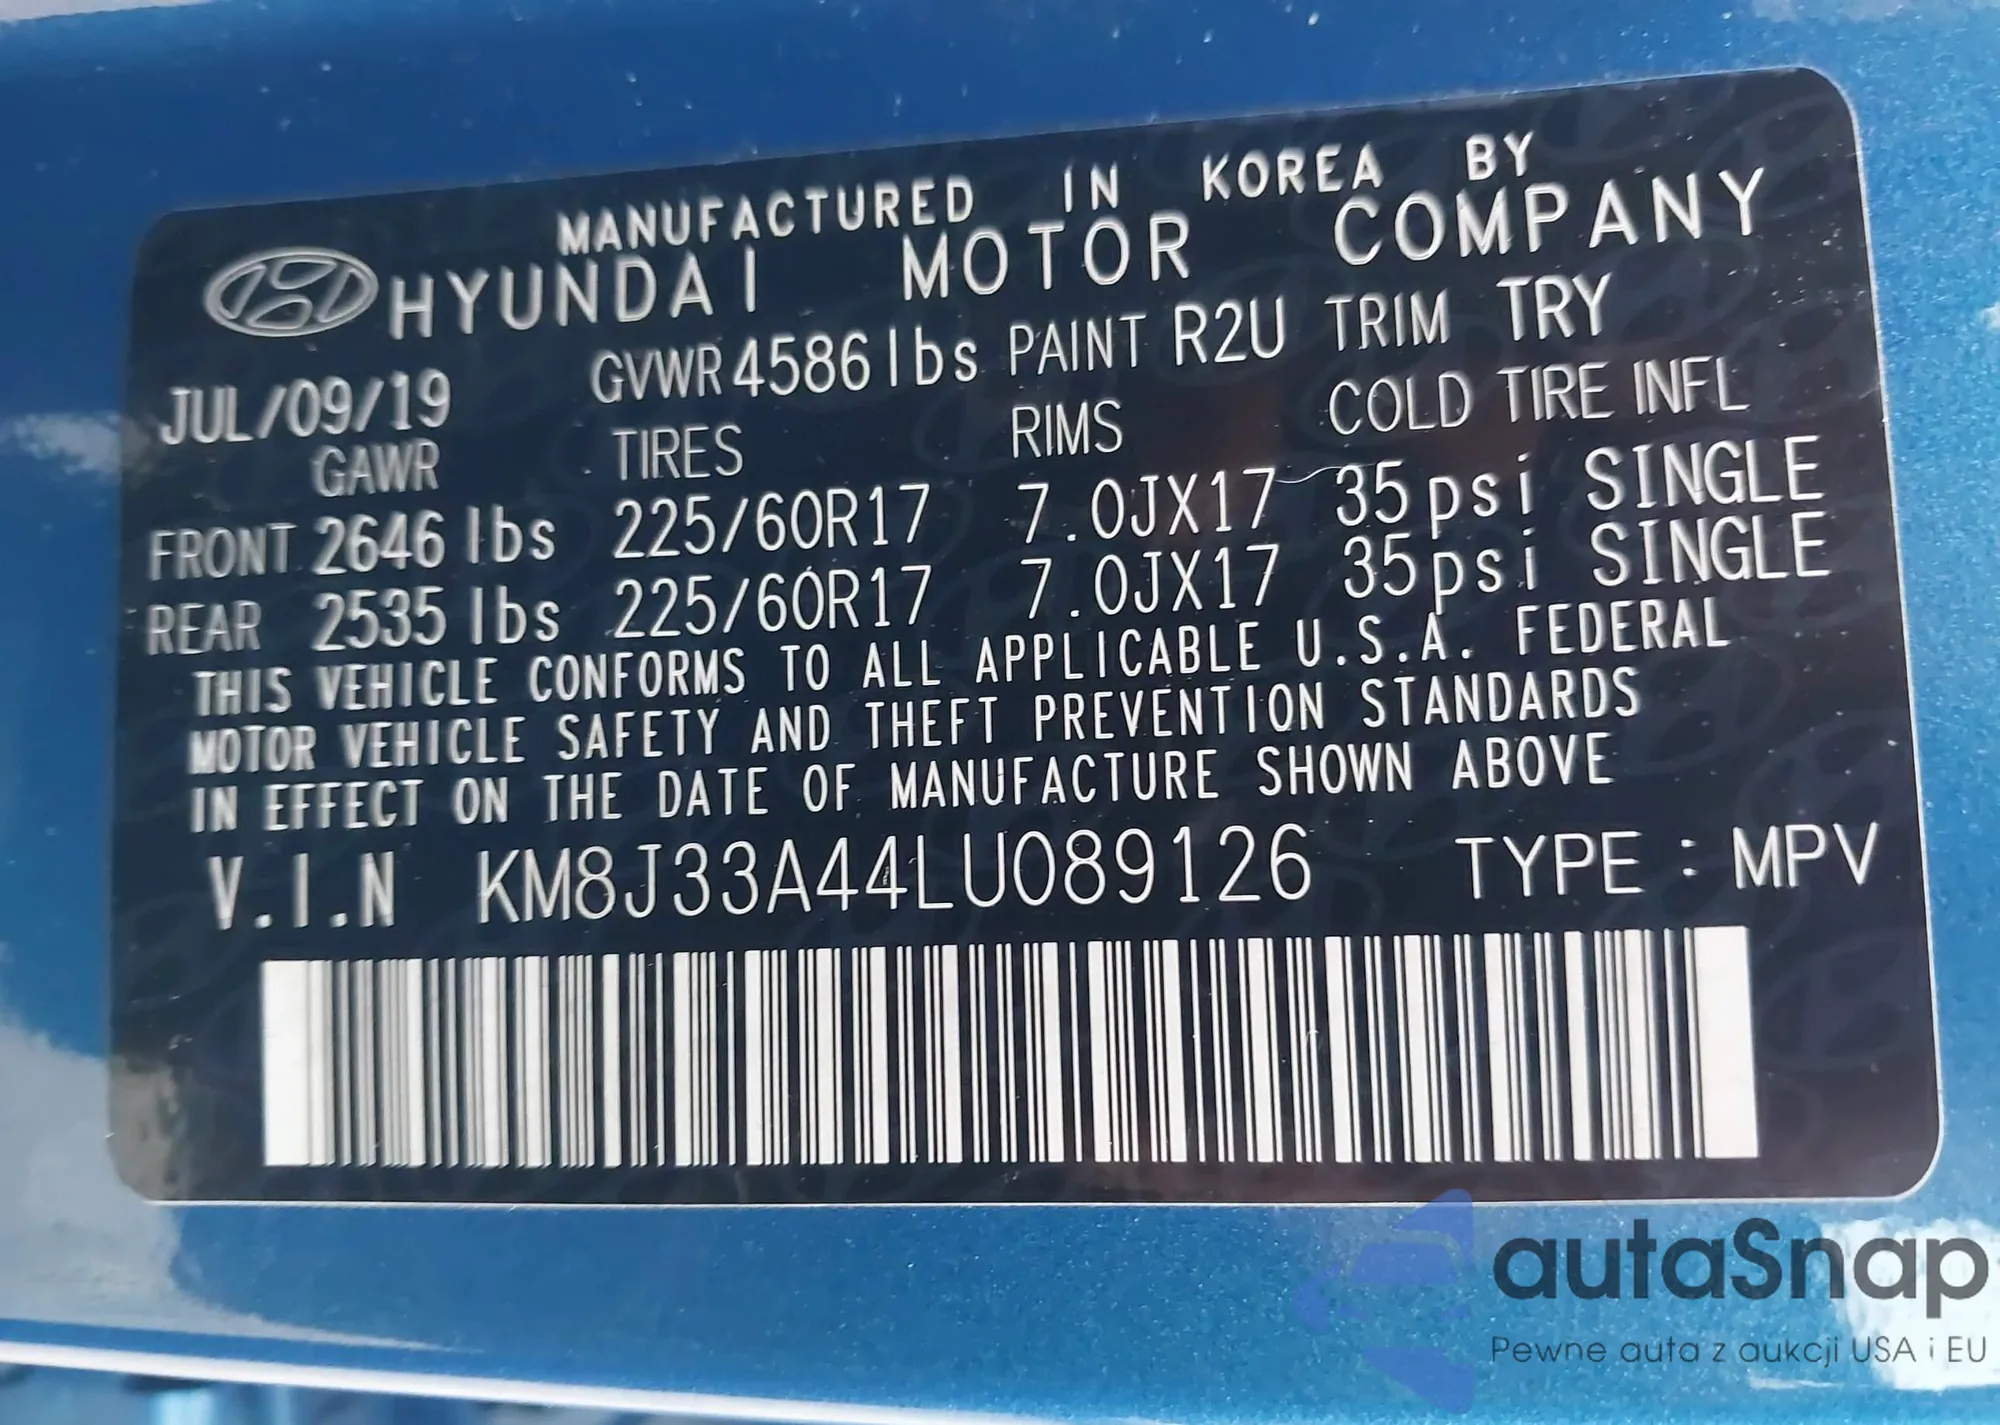 MANUFACTURED IN KOREA BY
HYUNDAI MOTOR COMPANY
JUL/09/19 GVWR 4586 lbs PAINT R2U TRIM TRY
GAWR TIRES RIMS COLD TIRE INFL
FRONT 2646 lbs 225/60R17 7.0JX17 35psi SINGLE
REAR 2535 lbs 225/60R17 7.0JX17 35psi SINGLE
THIS VEHICLE CONFORMS TO ALL APPLICABLE U.S.A. FEDERAL
MOTOR VEHICLE SAFETY AND THEFT PREVENTION STANDARDS
IN EFFECT ON THE DATE OF MANUFACTURE SHOWN ABOVE
V.I.N KM8J33A44LU089126 TYPE : MPV
autaSnap
Pewne auta z aukcji USA i EU